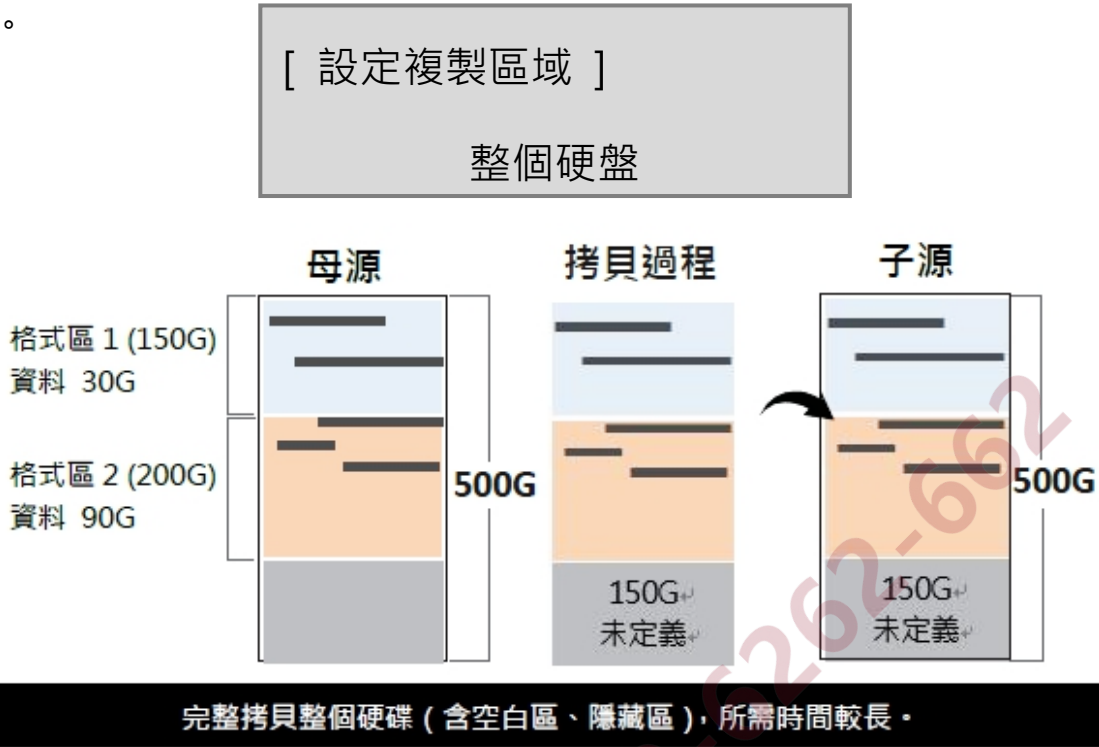 。
[ 設定複製區域 ]
整個硬盤
母源
拷貝過程
子源
格式區 1 (150G)
資料 30G
格式區 2 (200G)
資料 90G
500G
150G
未定義
150G
未定義
500G
完整拷貝整個硬碟 ( 含空白區、隱藏區 )，所需時間較長。
6262-662